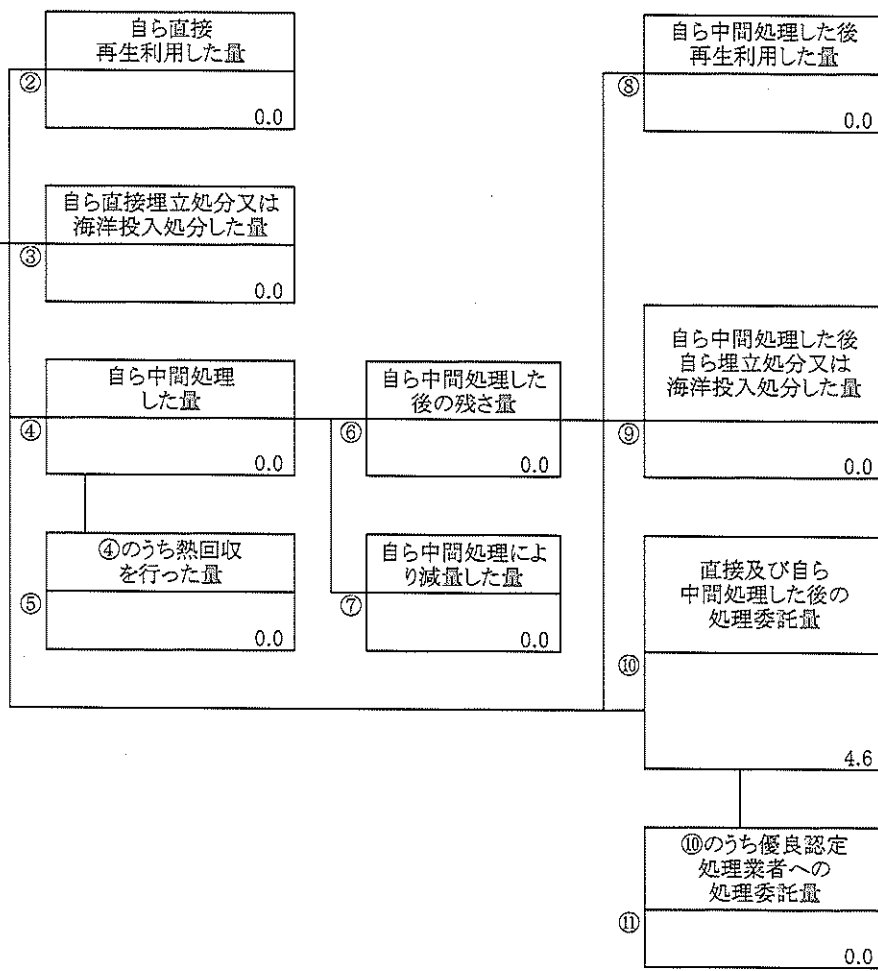 自ら直接
再生利用した量
②
0.0
自ら直接埋立処分又は
海洋投入処分した量
③
0.0
自ら中間処理
した量
④
0.0
④のうち熱回収
を行った量
⑤
0.0
自ら中間処理した
後の残さ量
⑥
0.0
自ら中間処理によ
り減量した量
⑦
0.0
自ら中間処理した後
再生利用した量
⑧
0.0
自ら中間処理した後
自ら埋立処分又は
海洋投入処分した量
⑨
0.0
直接及び自ら
中間処理した後の
処理委託量
⑩
4.6
⑩のうち優良認定
処理業者への
処理委託量
⑪
0.0